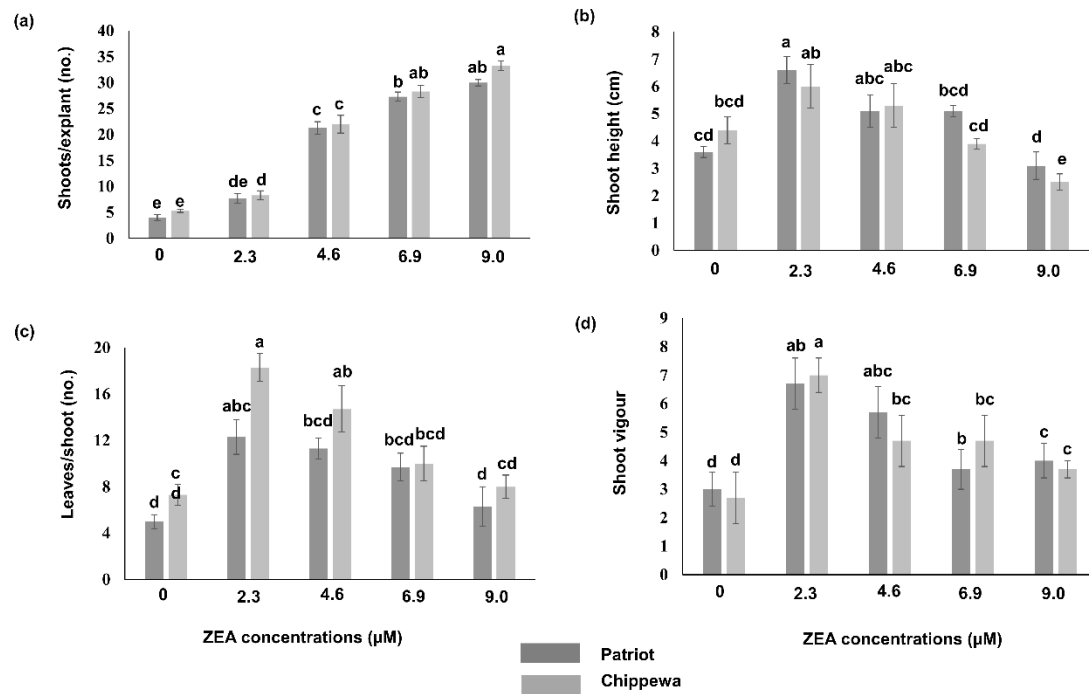 (a)
Shoots/explant (no.)
40
35
30
25
20
15
10
5
0
e e
de d
c c
b ab
ab a
0 2.3 4.6 6.9 9.0
(b)
Shoot height (cm)
8
7
6
5
4
3
2
1
0
cd bcd
a ab
abc abc
bcd cd
d e
0 2.3 4.6 6.9 9.0
(c)
Leaves/shoot (no.)
20
16
12
8
4
0
d c
d
abc a
bcd ab
bcd bcd
d cd
0 2.3 4.6 6.9 9.0
ZEA concentrations (µM)
(d)
Shoot vigour
9
8
7
6
5
4
3
2
1
0
d d
ab a
abc bc
b bc
c c
0 2.3 4.6 6.9 9.0
ZEA concentrations (µM)
Patriot
Chippewa